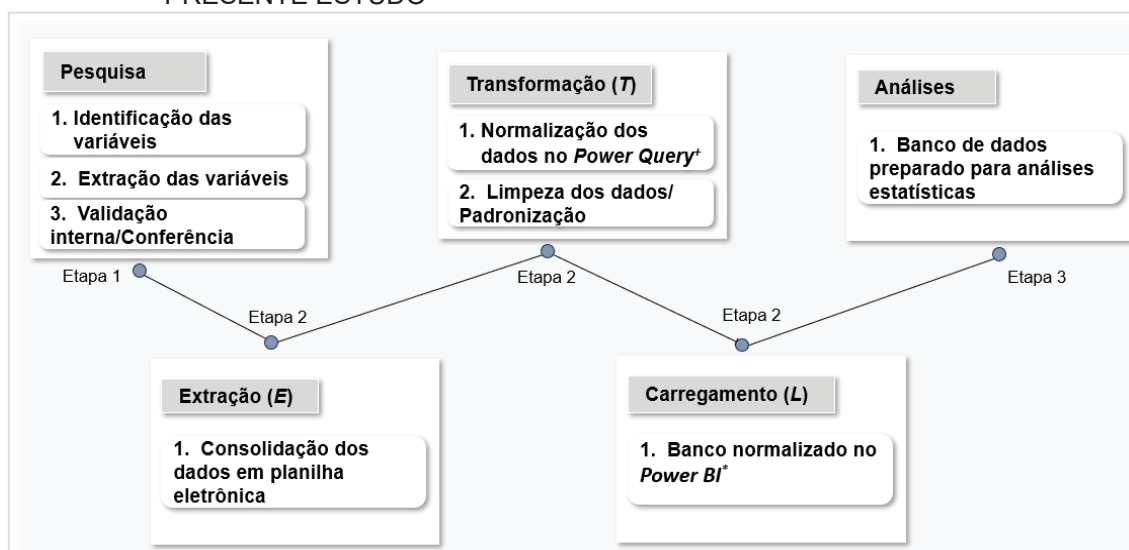 PRESENTE ESTUDO
Pesquisa
1. Identificação das
variáveis
2. Extração das variáveis
3. Validação
interna/Conferência
Etapa 1
Etapa 2
Extração (E)
1. Consolidação dos
dados em planilha
eletrônica
Transformação (T)
1. Normalização dos
dados no Power Query+
2. Limpeza dos dados/
Padronização
Etapa 2
Etapa 2
Carregamento (L)
1. Banco normalizado no
Power BI*
Análises
1. Banco de dados
preparado para análises
estatísticas
Etapa 3